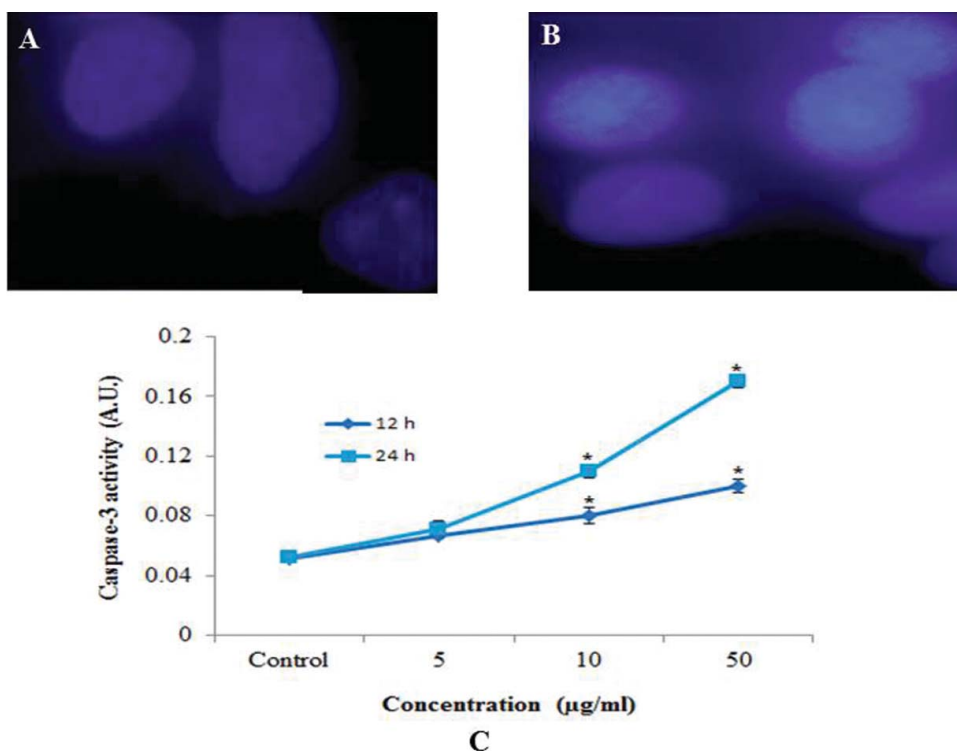 A
B
0.2
0.16
0.12
0.08
0.04
0
Caspase-3 activity (A.U.)
12 h
24 h
*
*
*
*
Control
5
10
50
Concentration (µg/ml)
C